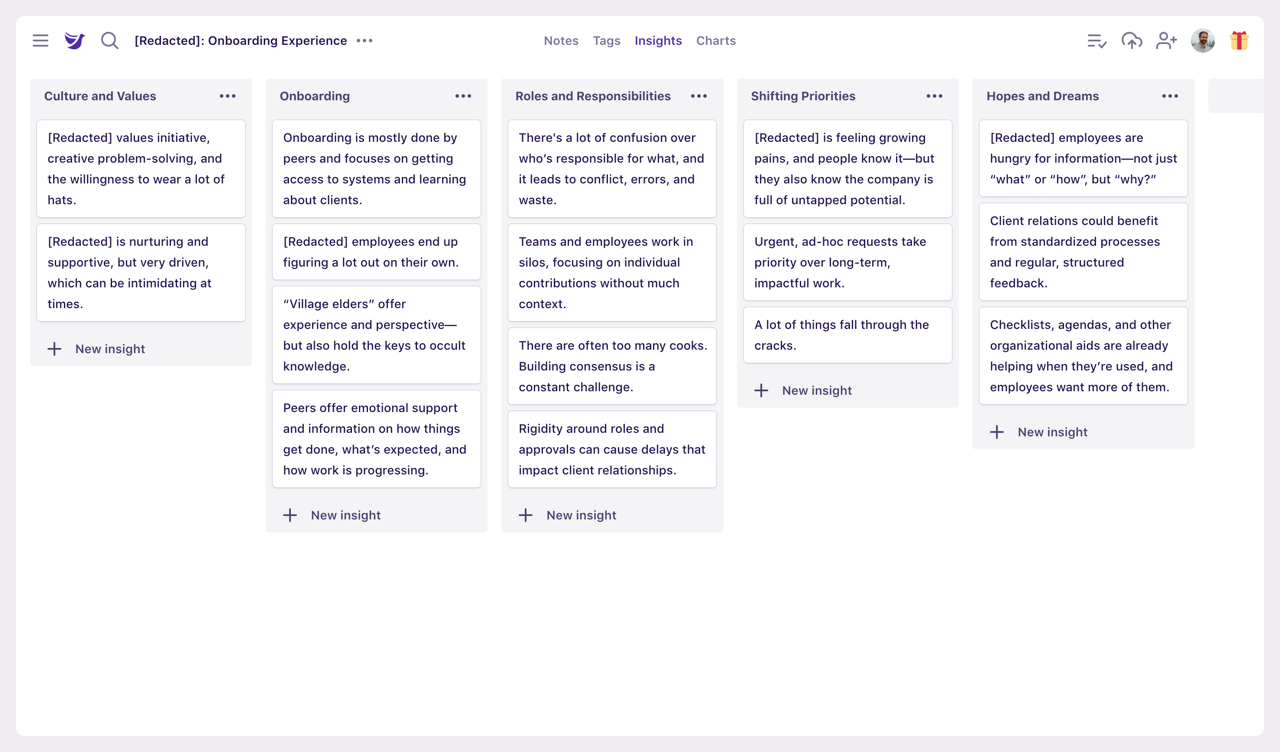 [Redacted]: Onboarding Experience
Notes Tags Insights Charts
Culture and Values
[Redacted] values initiative,
creative problem-solving, and
the willingness to wear a lot of
hats.
[Redacted] is nurturing and
supportive, but very driven,
which can be intimidating at
times.
New insight
Onboarding
Onboarding is mostly done by
peers and focuses on getting
access to systems and learning
about clients.
[Redacted] employees end up
figuring a lot out on their own.
“Village elders” offer
experience and perspective—
but also hold the keys to occult
knowledge.
Peers offer emotional support
and information on how things
get done, what’s expected, and
how work is progressing.
New insight
Roles and Responsibilities
There's a lot of confusion over
who’s responsible for what, and
it leads to conflict, errors, and
waste.
Teams and employees work in
silos, focusing on individual
contributions without much
context.
There are often too many cooks.
Building consensus is a
constant challenge.
Rigidity around roles and
approvals can cause delays that
impact client relationships.
New insight
Shifting Priorities
[Redacted] is feeling growing
pains, and people know it—but
they also know the company is
full of untapped potential.
Urgent, ad-hoc requests take
priority over long-term,
impactful work.
A lot of things fall through the
cracks.
New insight
Hopes and Dreams
[Redacted] employees are
hungry for information—not just
“what” or “how”, but “why?”
Client relations could benefit
from standardized processes
and regular, structured
feedback.
Checklists, agendas, and other
organizational aids are already
helping when they’re used, and
employees want more of them.
New insight